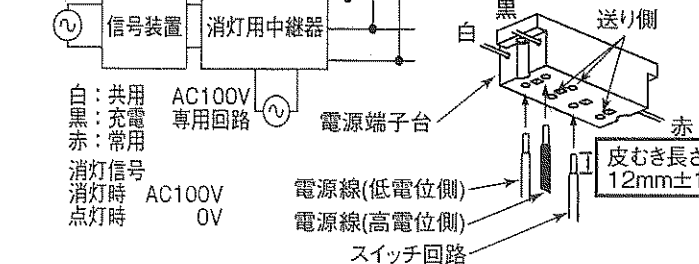 信号装置
消灯用中継器
白：共用
黒：充電
赤：常用
AC100V
専用回路
消灯信号
消灯時 AC100V
点灯時 0V
黒
白
送り側
電源端子台
赤
皮むき長さ
12mm±1
電源線(低電位側)
電源線(高電位側)
スイッチ回路